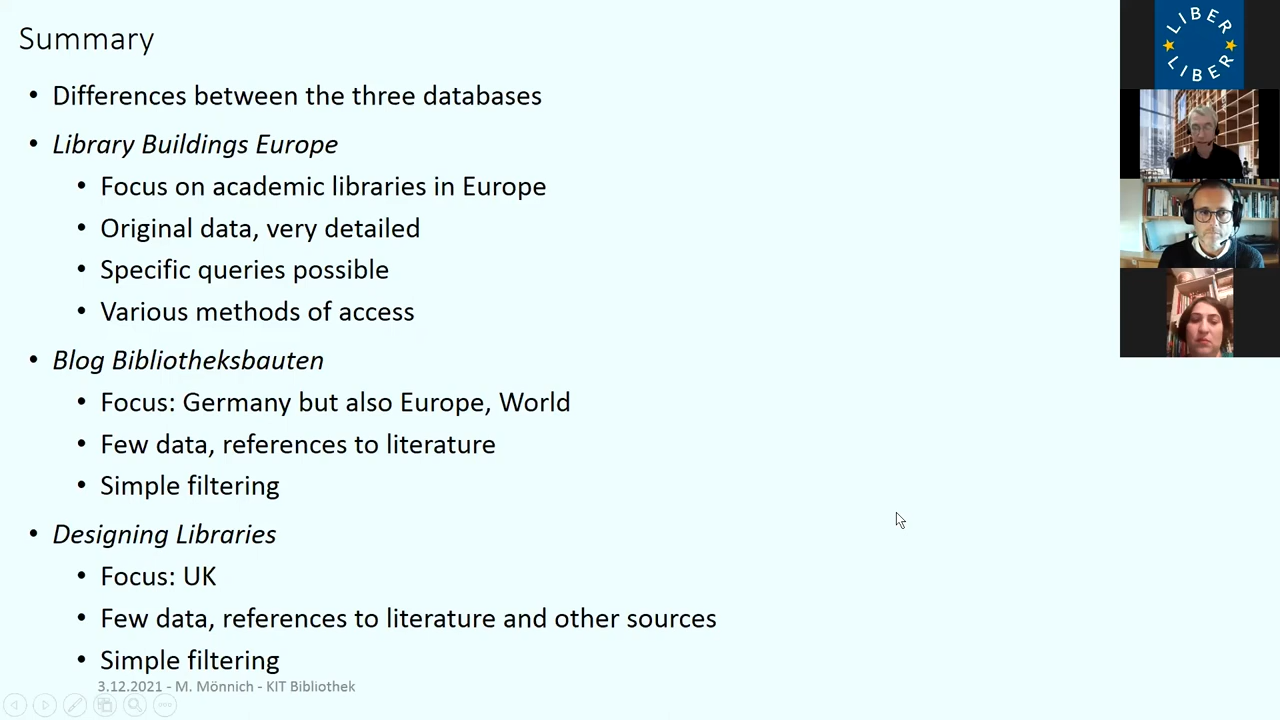 Summary
• Differences between the three databases
• Library Buildings Europe
• Focus on academic libraries in Europe
• Original data, very detailed
• Specific queries possible
• Various methods of access
• Blog Bibliotheksbauten
• Focus: Germany but also Europe, World
• Few data, references to literature
• Simple filtering
• Designing Libraries
• Focus: UK
• Few data, references to literature and other sources
• Simple filtering
3.12.2021 - M. Mönnich - KIT Bibliothek
LIBER
LIBER